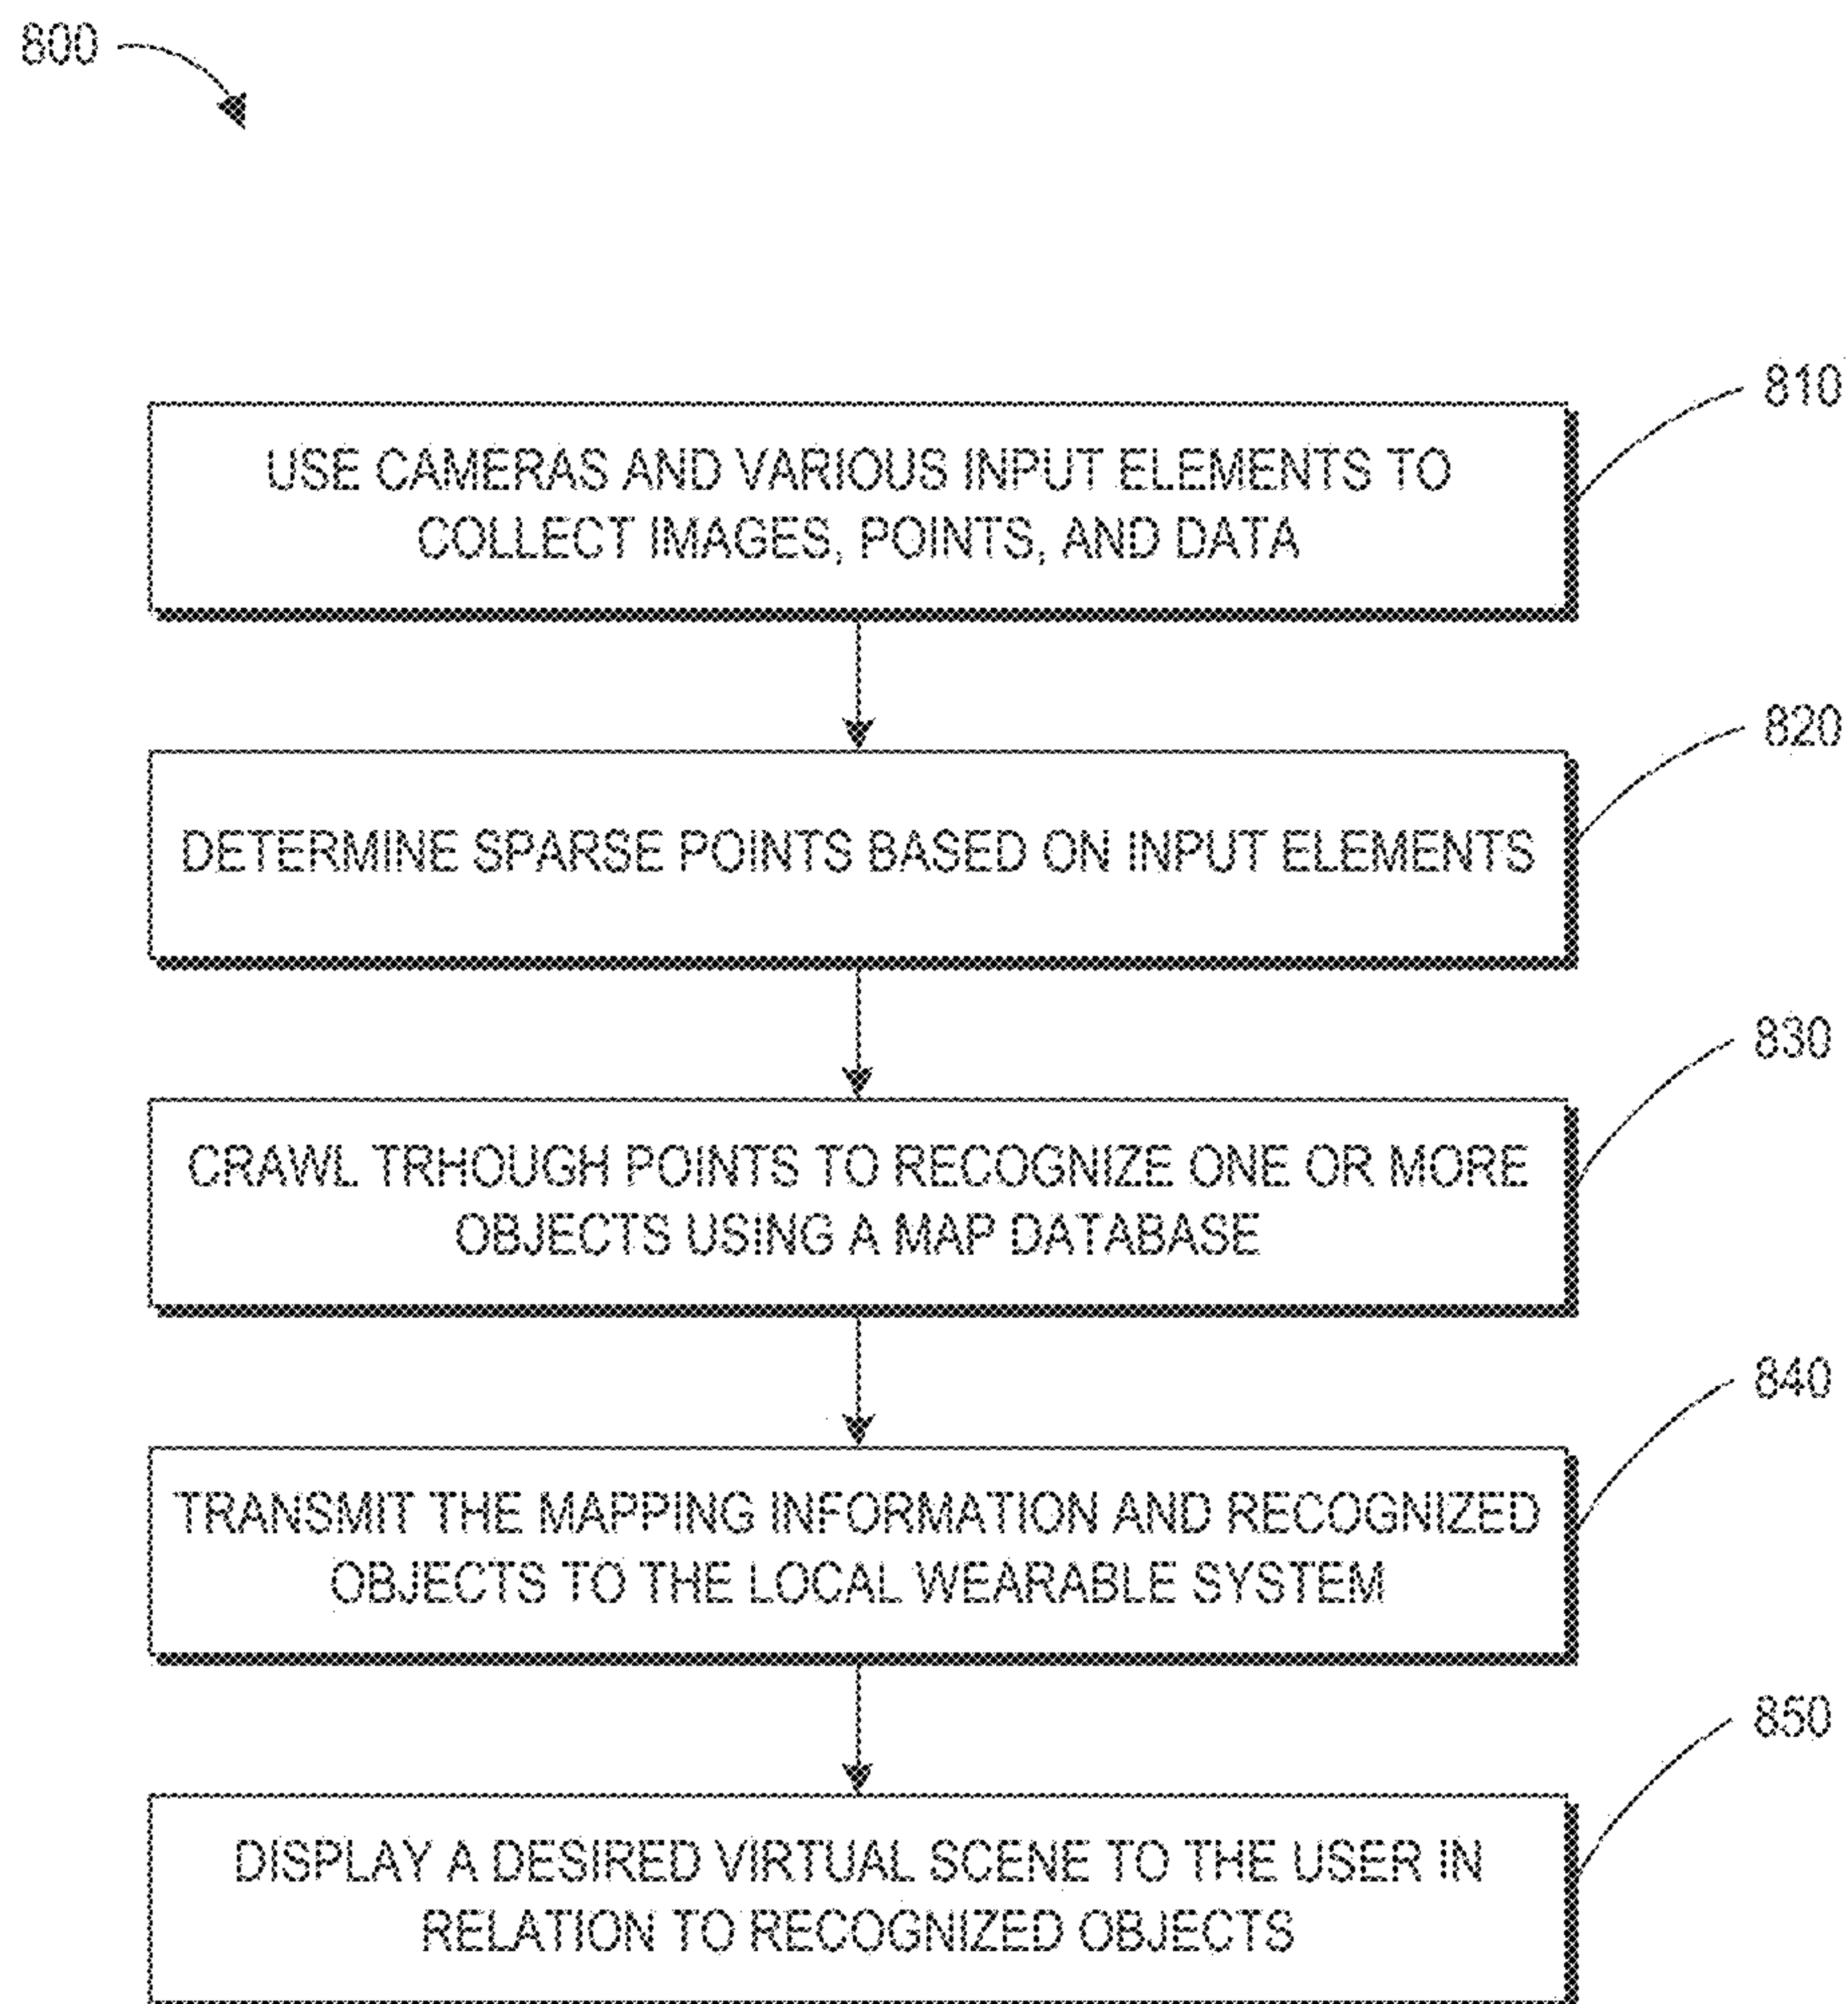 800
810
USE CAMERAS AND VARIOUS INPUT ELEMENTS TO
COLLECT IMAGES, POINTS, AND DATA
820
DETERMINE SPARSE POINTS BASED ON INPUT ELEMENTS
830
CRAWL TRHOUGH POINTS TO RECOGNIZE ONE OR MORE
OBJECTS USING A MAP DATABASE
840
TRANSMIT THE MAPPING INFORMATION AND RECOGNIZED
OBJECTS TO THE LOCAL WEARABLE SYSTEM
850
DISPLAY A DESIRED VIRTUAL SCENE TO THE USER IN
RELATION TO RECOGNIZED OBJECTS